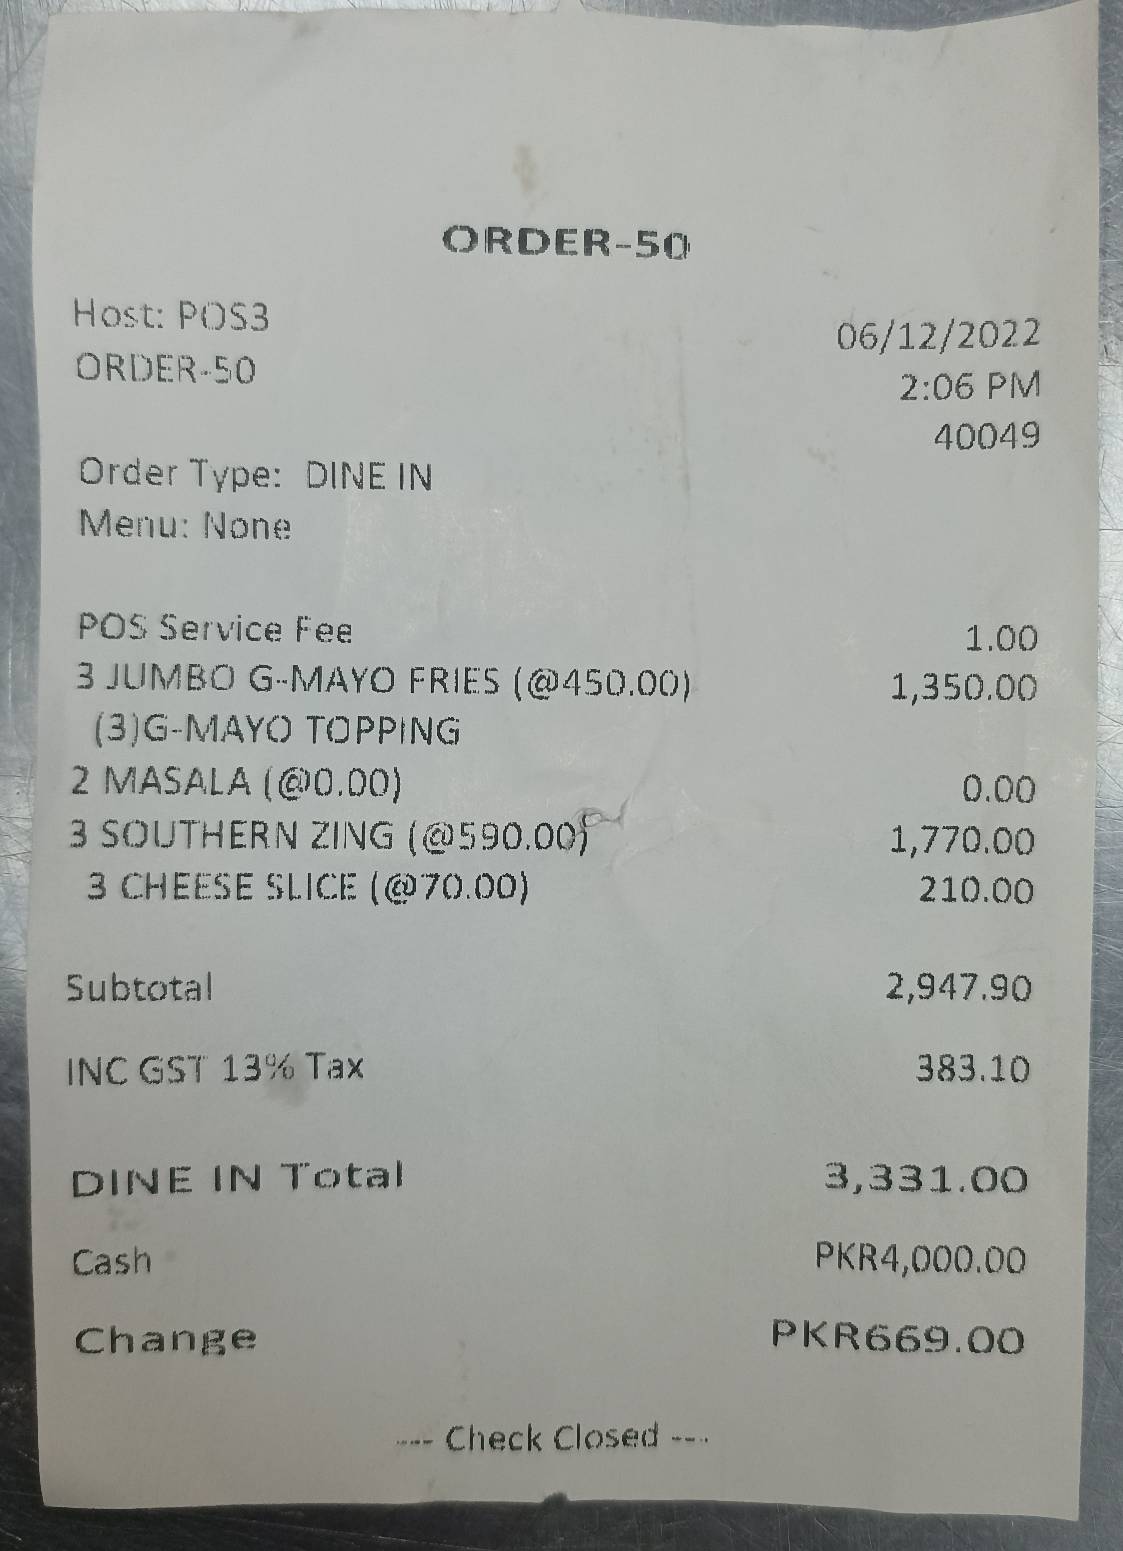 ORDER-50
Host: POS3
06/12/2022
ORDER-50
2:06 PM
40049
Order Type: DINE IN
Menu: None
POS Service Fee 1.00
3 JUMBO G-MAYO FRIES (@450.00) 1,350.00
(3)G-MAYO TOPPING
2 MASALA (@0.00) 0.00
3 SOUTHERN ZING (@590.00) 1,770.00
3 CHEESE SLICE (@70.00) 210.00
Subtotal 2,947.90
INC GST 13% Tax 383.10
DINE IN Total 3,331.00
Cash PKR4,000.00
Change PKR669.00
---- Check Closed ----